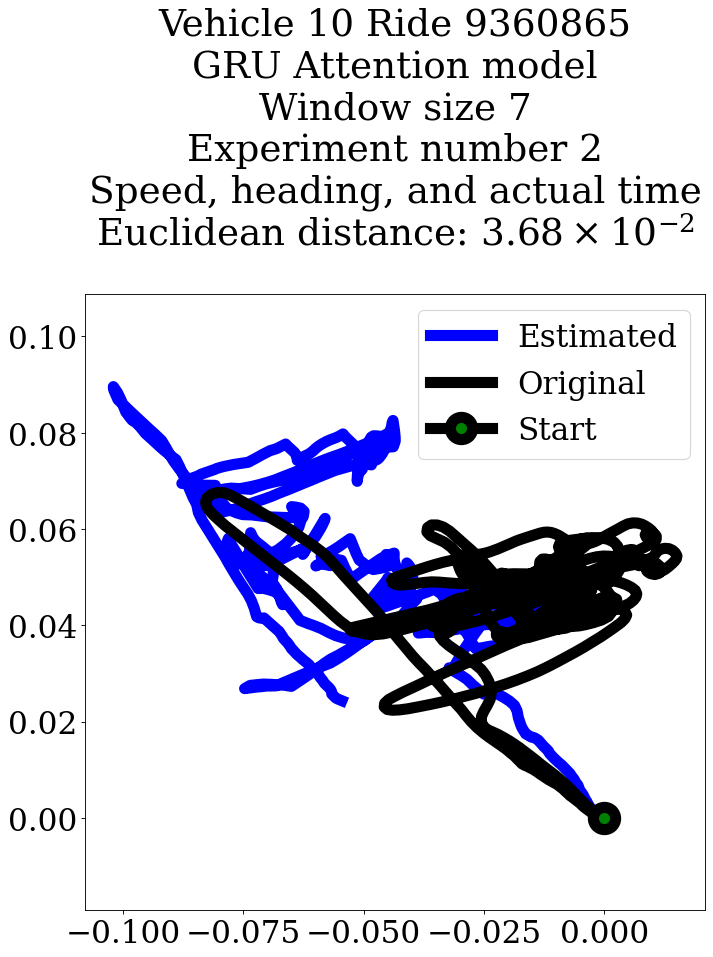 Vehicle 10 Ride 9360865
GRU Attention model
Window size 7
Experiment number 2
Speed, heading, and actual time
Euclidean distance: 3.68 × 10⁻²
Estimated
Original
Start
0.10
0.08
0.06
0.04
0.02
0.00
−0.100 −0.075 −0.050 −0.025 0.000